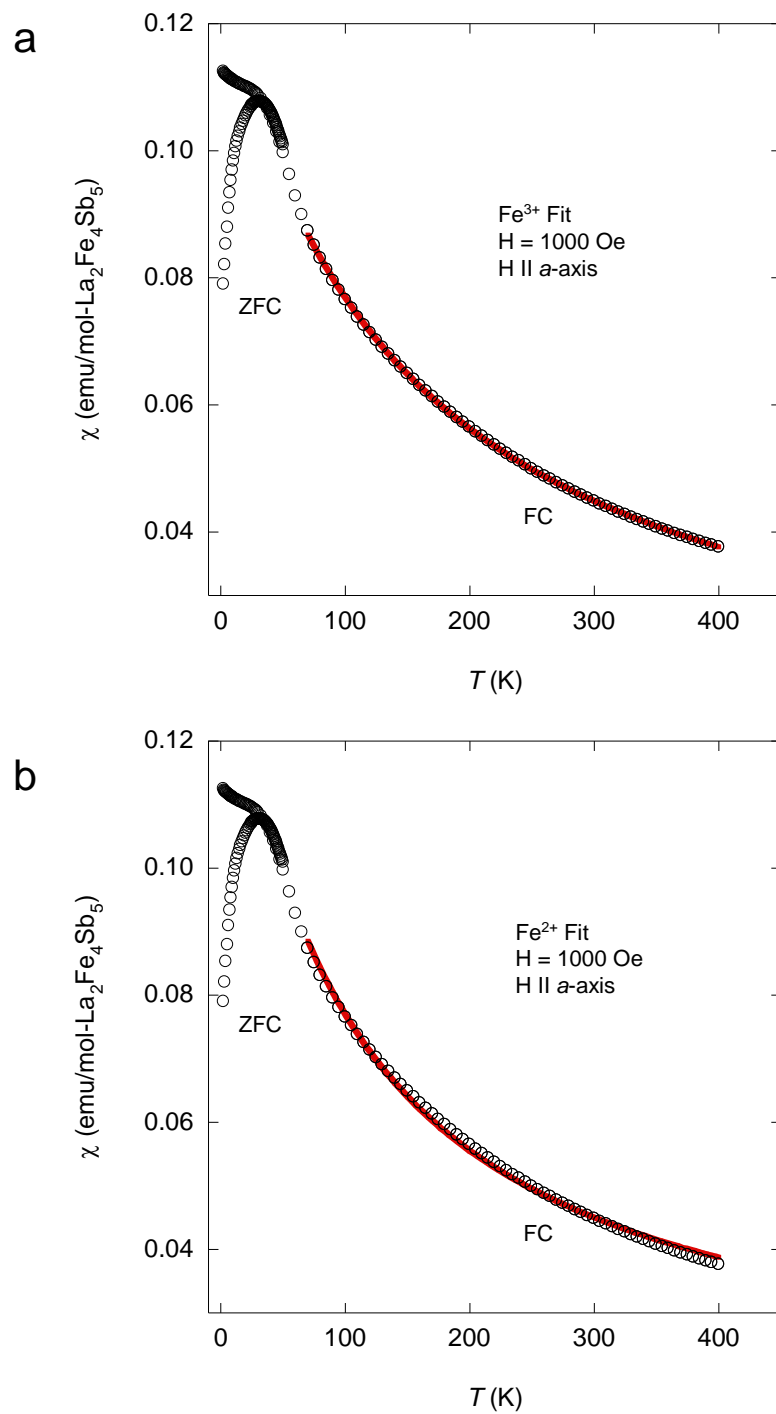 a
0.12
0.10
0.08
0.06
0.04
χ (emu/mol-La₂Fe₄Sb₅)
Fe³⁺ Fit
H = 1000 Oe
H II a-axis
ZFC
FC
0 100 200 300 400
T (K)
b
0.12
0.10
0.08
0.06
0.04
χ (emu/mol-La₂Fe₄Sb₅)
Fe²⁺ Fit
H = 1000 Oe
H II a-axis
ZFC
FC
0 100 200 300 400
T (K)